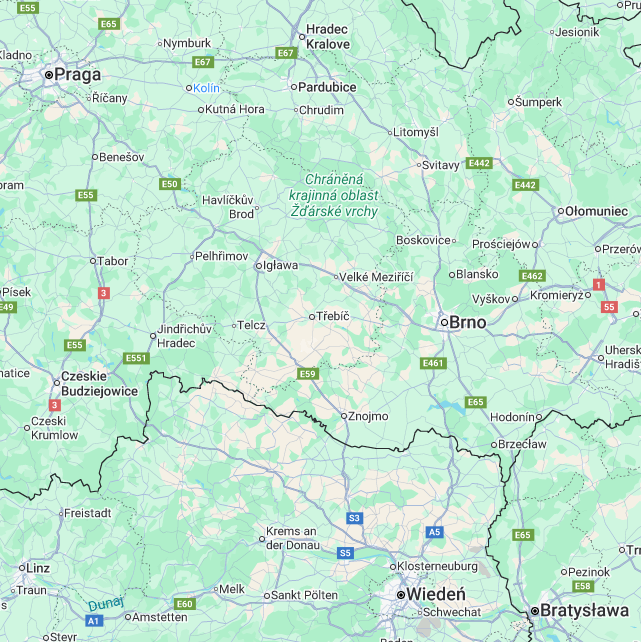 E55
E65
Hradec
Kralove
Jesionik
Nymburk
E67
E67
Kladno
Praga
Kolín
Pardubice
Říčany
Kutná Hora
Chrudim
Šumperk
Litomyšl
Benešov
Svitavy
E442
E50
E442
E55
Chráněná
krajinná oblast
Žďárské vrchy
Havlíčkův
Brod
Ołomuniec
Boskovice
Prościejów
Pelhřimov
Igława
Tabor
Velké Meziříčí
Blansko
E462
1
Písek
3
Vyškov
Kromieryż
55
E49
Telcz
Třebíč
Brno
Jindřichův
Hradec
E55
E551
E461
E59
Czeskie
Budziejowice
3
E65
Czeski
Krumlow
Znojmo
Hodonín
Brzecław
Freistadt
S3
A5
E65
Krems an
der Donau
S5
Linz
Klosterneuburg
Pezinok
E58
Traun
Melk
Sankt Pölten
Wiedeń
Dunaj
E60
A1
Amstetten
Schwechat
Bratysława
Steyr